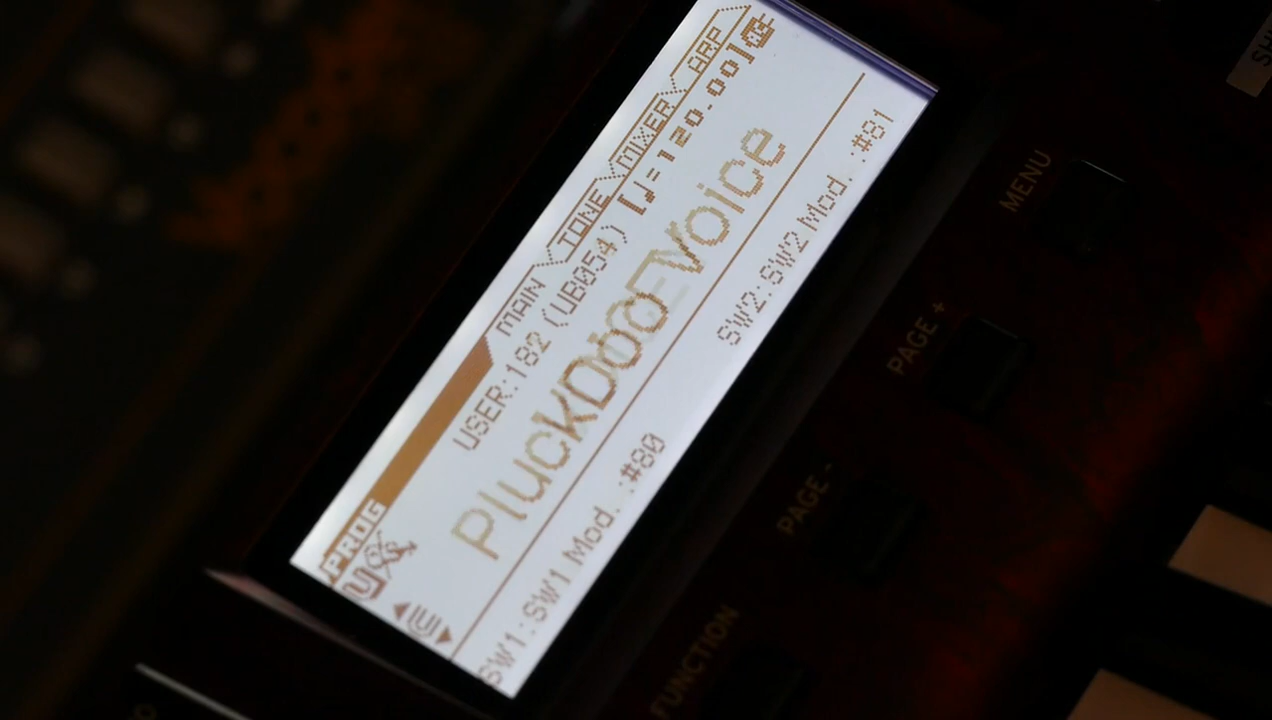 PROG MAIN TONE MIXER ARP
USER:182 (UB054) [♩=120.00]
Voice
SW1:SW1 Mod. :#80 SW2:SW2 Mod. :#81
MENU
PAGE +
PAGE-
FUNCTION